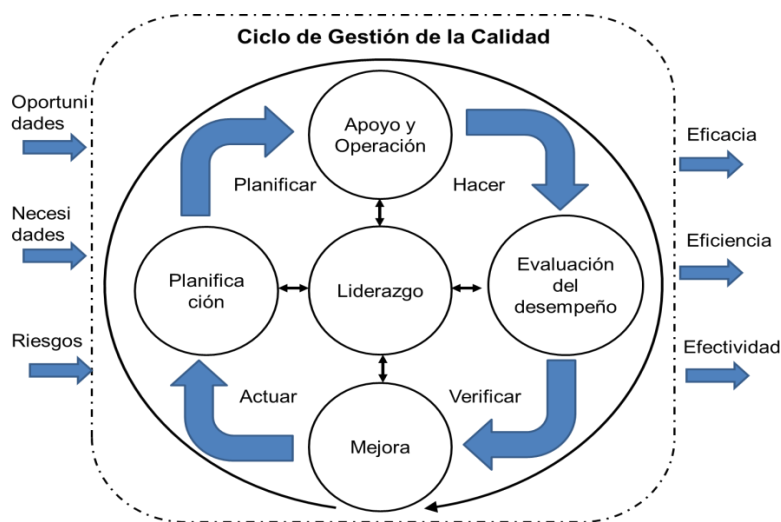 Ciclo de Gestión de la Calidad
Oportuni
dades
Necesi
dades
Riesgos
Apoyo y
Operación
Planificar
Hacer
Planifica
ción
Liderazgo
Evaluación
del
desempeño
Actuar
Verificar
Mejora
Eficacia
Eficiencia
Efectividad